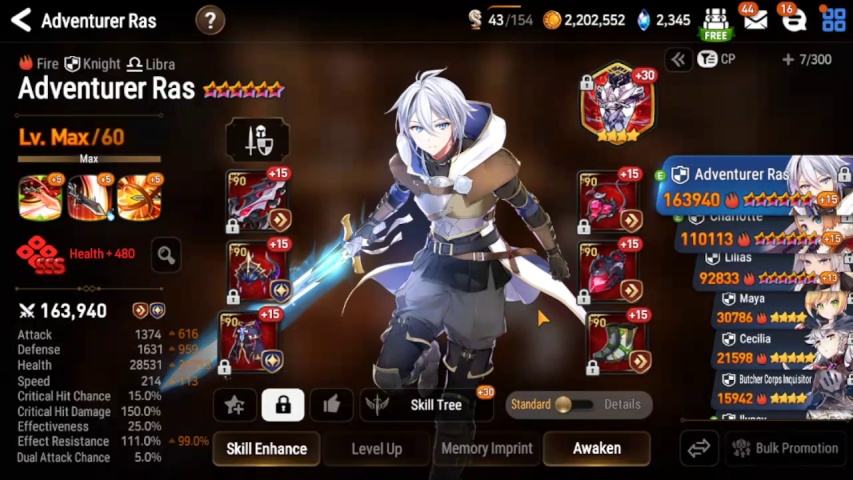 Adventurer Ras
?
43/154
2,202,552
2,345
FREE
44
16
Fire Knight Libra
Adventurer Ras
Lv. Max/60
Max
+5 +5 +5
SSS
Health +480
163,940
Attack 1374 616
Defense 1631 959
Health 28531
Speed 214 113
Critical Hit Chance 15.0%
Critical Hit Damage 150.0%
Effectiveness 25.0%
Effect Resistance 111.0% 99.0%
Dual Attack Chance 5.0%
90 +15
90 +15
90 +15
+30
90 +15
90 +15
90 +15
+30
Skill Tree
Standard Details
Skill Enhance
Level Up
Memory Imprint
Awaken
CP
7/300
E
Adventurer Ras
163940 +15
Charlotte
110113 +15
Lilias
92833 +13
Maya
30786
Cecilia
21598
Butcher Corps Inquisitor
15942
Bulk Promotion